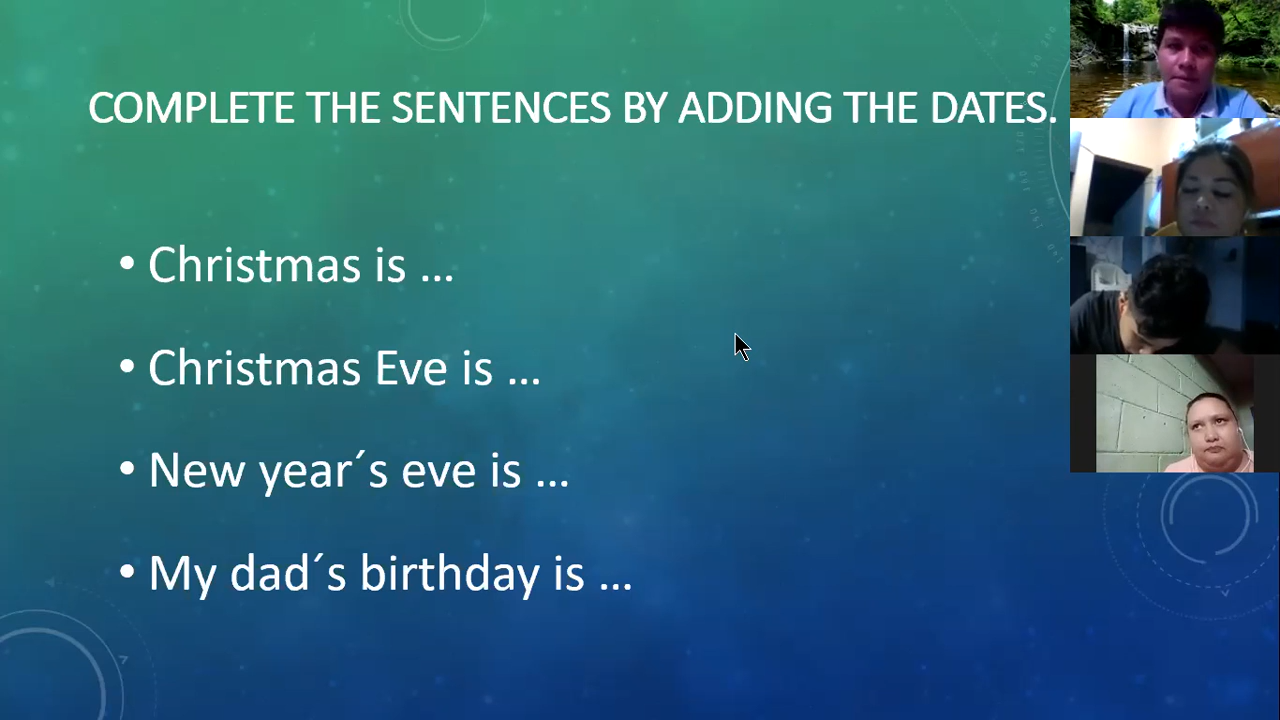 COMPLETE THE SENTENCES BY ADDING THE DATES.
• Christmas is ...
• Christmas Eve is ...
• New year´s eve is ...
• My dad´s birthday is ...